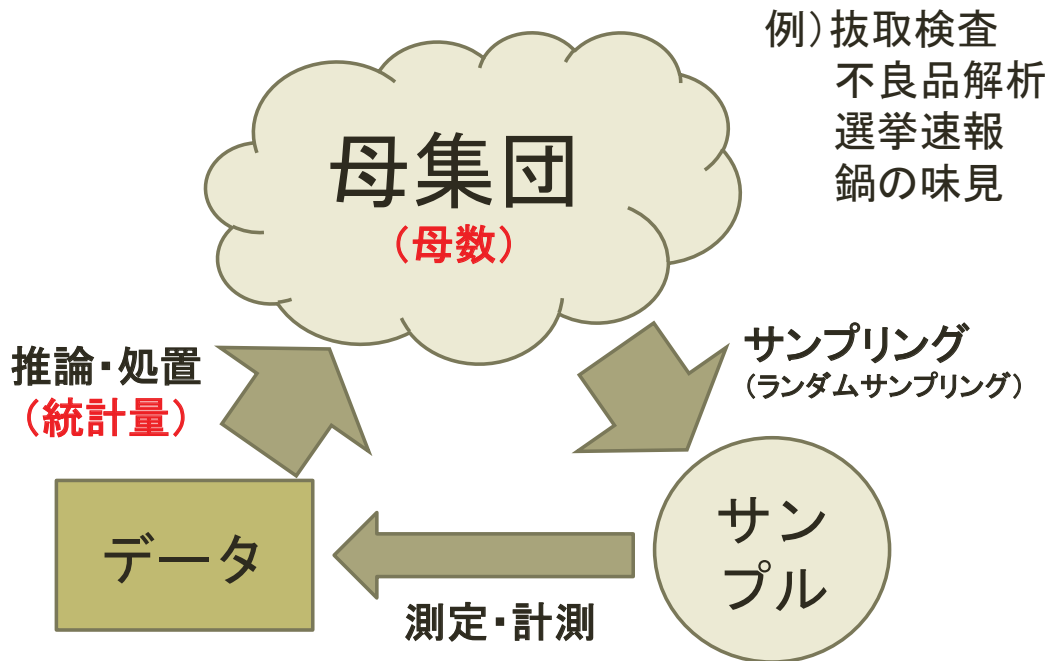 例）抜取検査
不良品解析
選挙速報
鍋の味見
母集団
（母数）
サンプリング
（ランダムサンプリング）
推論・処置
（統計量）
サン
プル
データ
測定・計測